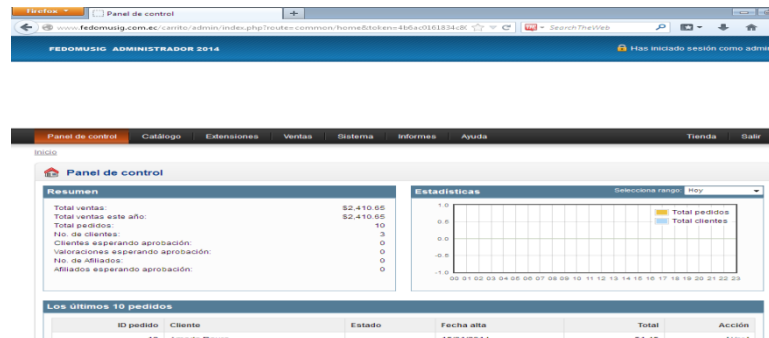 Firefox
Panel de control
+
www.fedomusig.com.ec/carrito/admin/index.php?route=common/home&token=4b6ac0161834c8
SearchTheWeb
FEDOMUSIG ADMINISTRADOR 2014
Has iniciado sesión como admi
Panel de control Catálogo Extensiones Ventas Sistema Informes Ayuda Tienda Salir
Inicio
Panel de control
Resumen
Total ventas: $2,410.65
Total ventas este año: $2,410.65
Total pedidos: 10
No. de clientes: 3
Clientes esperando aprobación: 0
Valoraciones esperando aprobación: 0
No. de Afiliados: 0
Afiliados esperando aprobación: 0
Estadísticas Selecciona rango: Hoy
1.0
0.5
0.0
-0.5
-1.0
Total pedidos
Total clientes
00 01 02 03 04 05 06 07 08 09 10 11 12 13 14 15 16 17 18 19 20 21 22 23
Los últimos 10 pedidos
ID pedido Cliente Estado Fecha alta Total Acción